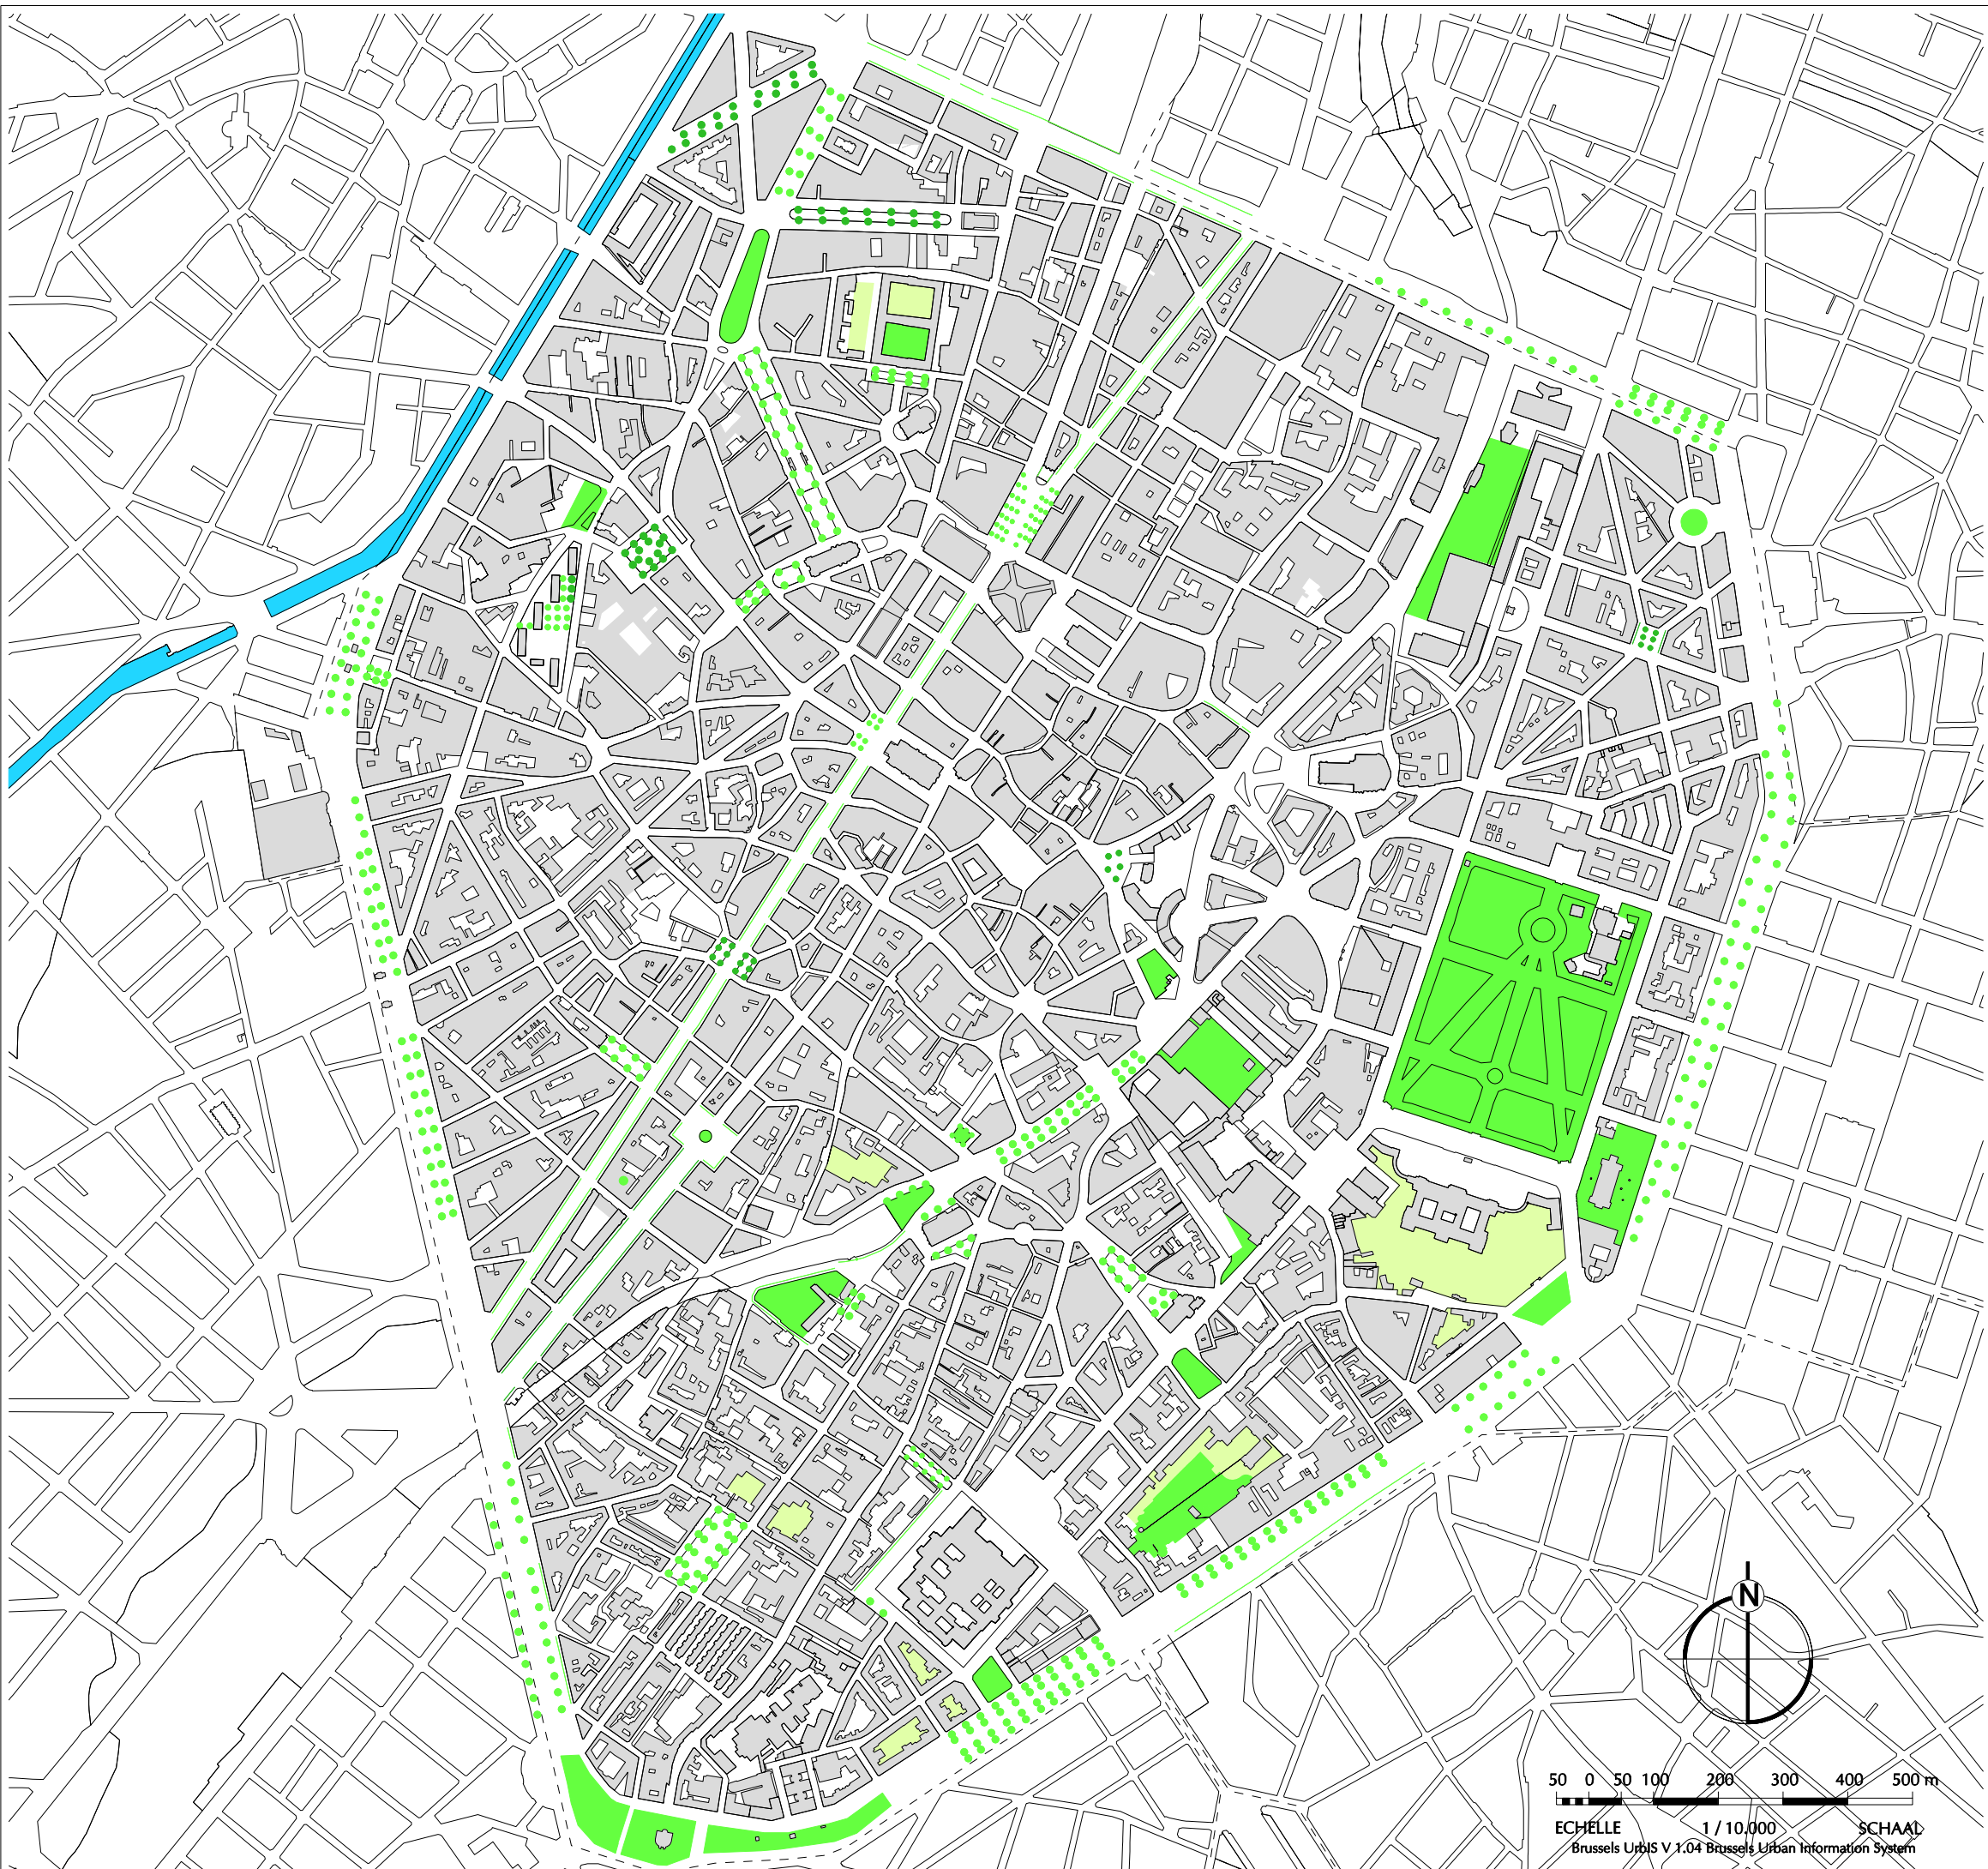 N
50 0 50 100 200 300 400 500 m
ECHELLE 1 / 10.000 SCHAAL
Brussels UrbIS V 1.04 Brussels Urban Information System